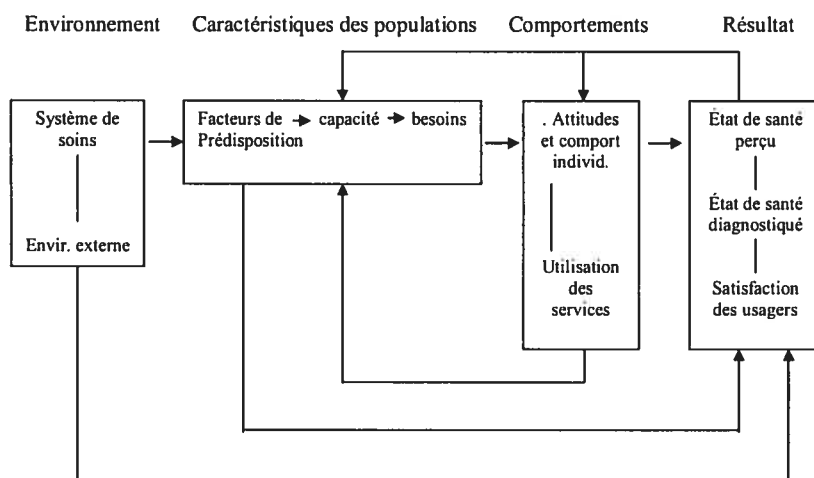 Environnement Caractéristiques des populations Comportements Résultat
Système de
soins
Envir. externe
Facteurs de → capacité → besoins
Prédisposition
. Attitudes
et comport
individ.
Utilisation
des
services
État de santé
perçu
État de santé
diagnostiqué
Satisfaction
des usagers